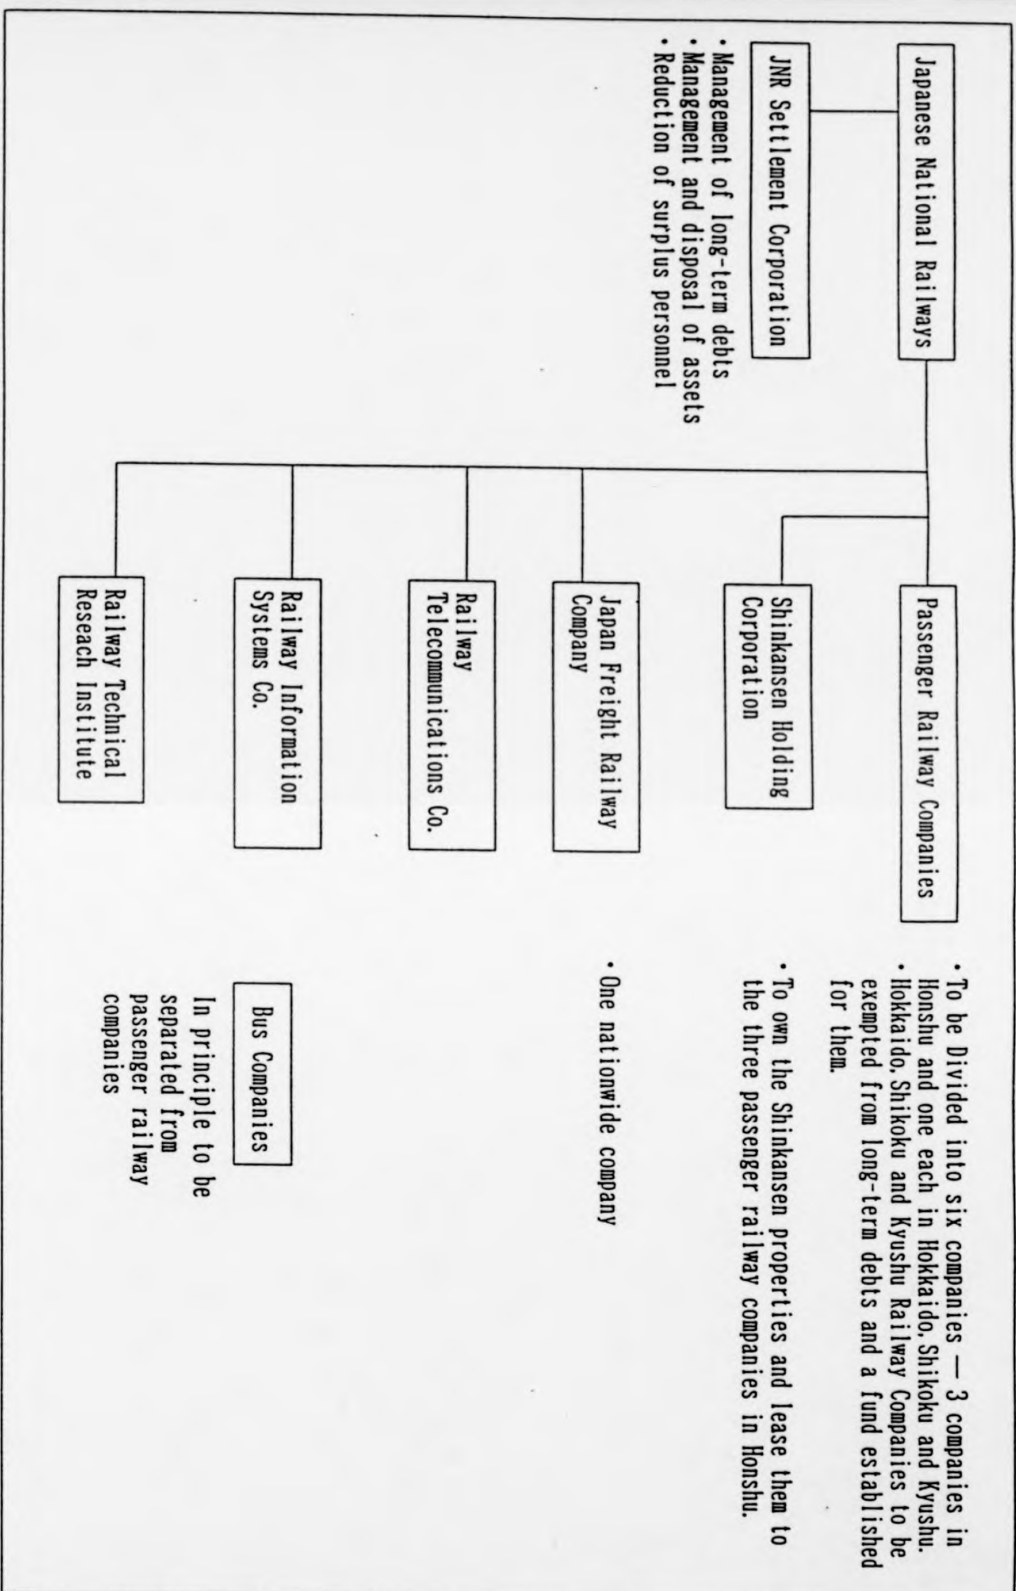 Japanese National Railways
JNR Settlement Corporation
· Management of long-term debts
· Management and disposal of assets
· Reduction of surplus personnel
Passenger Railway Companies
· To be Divided into six companies — 3 companies in
Honshu and one each in Hokkaido, Shikoku and Kyushu.
· Hokkaido, Shikoku and Kyushu Railway Companies to be
exempted from long-term debts and a fund established
for them.
Shinkansen Holding
Corporation
· To own the Shinkansen properties and lease them to
the three passenger railway companies in Honshu.
Japan Freight Railway
Company
· One nationwide company
Railway
Telecommunications Co.
Railway Information
Systems Co.
Railway Technical
Reseach Institute
Bus Companies
In principle to be
separated from
passenger railway
companies